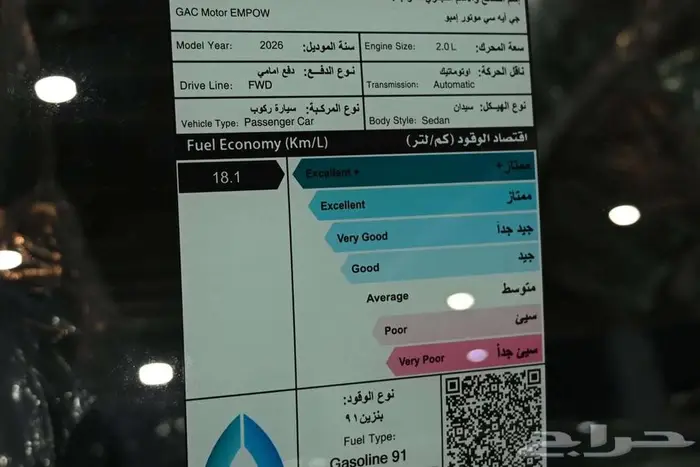 GAC Motor EMPOW
جي أيه سي موتور إمبو
Model Year: 2026 سنة الموديل:
Engine Size: 2.0 L سعة المحرك:
Drive Line: FWD نوع الدفع: دفع امامي
Transmission: Automatic ناقل الحركة: اوتوماتيك
Vehicle Type: Passenger Car نوع المركبة: سيارة ركوب
Body Style: Sedan نوع الهيكل: سيدان
Fuel Economy (Km/L) اقتصاد الوقود (كم/لتر)
18.1
Excellent + ممتاز+
Excellent ممتاز
Very Good جيد جداً
Good جيد
Average متوسط
Poor سيئ
Very Poor سيئ جداً
نوع الوقود:
بنزين ٩١
Fuel Type:
Gasoline 91
حراج